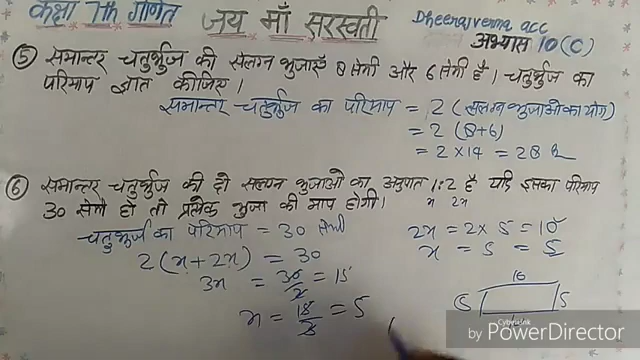 कक्षा 7th गणित
जय माँ सरस्वती
Dheeraj verma acc
अभ्यास 10(C)
⑤ समान्तर चतुर्भुज की संलग्न भुजाएँ 8 सेमी और 6 सेमी है। चतुर्भुज का
परिमाप ज्ञात कीजिए।
समान्तर चतुर्भुज का परिमाप = 2 (संलग्न भुजाओ का योग)
= 2 (8+6)
= 2 × 14 = 28
⑥ समान्तर चतुर्भुज की दो सलग्न भुजाओ का अनुपात 1:2 है यदि इसका परिमाप
x 2x
30 सेमी हो तो प्रत्येक भुजा की माप होगी।
चतुर्भुज का परिमाप = 30 सेमी
2(x + 2x) = 30
3x = 30/2 = 15
x = 15/3 = 5
2x = 2 × 5 = 10
x = 5 = 5
10
5
5
CyberLink
by PowerDirector